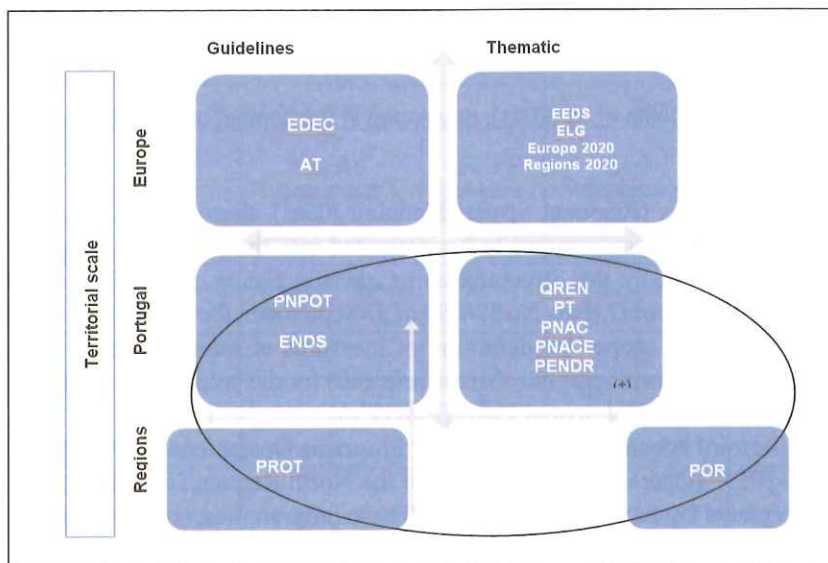 Guidelines
Thematic
Territorial scale
Europe
EDEC
AT
EEDS
ELG
Europe 2020
Regions 2020
Portugal
PNPOT
ENDS
QREN
PT
PNAC
PNACE
PENDR
(+)
Regions
PROT
POR